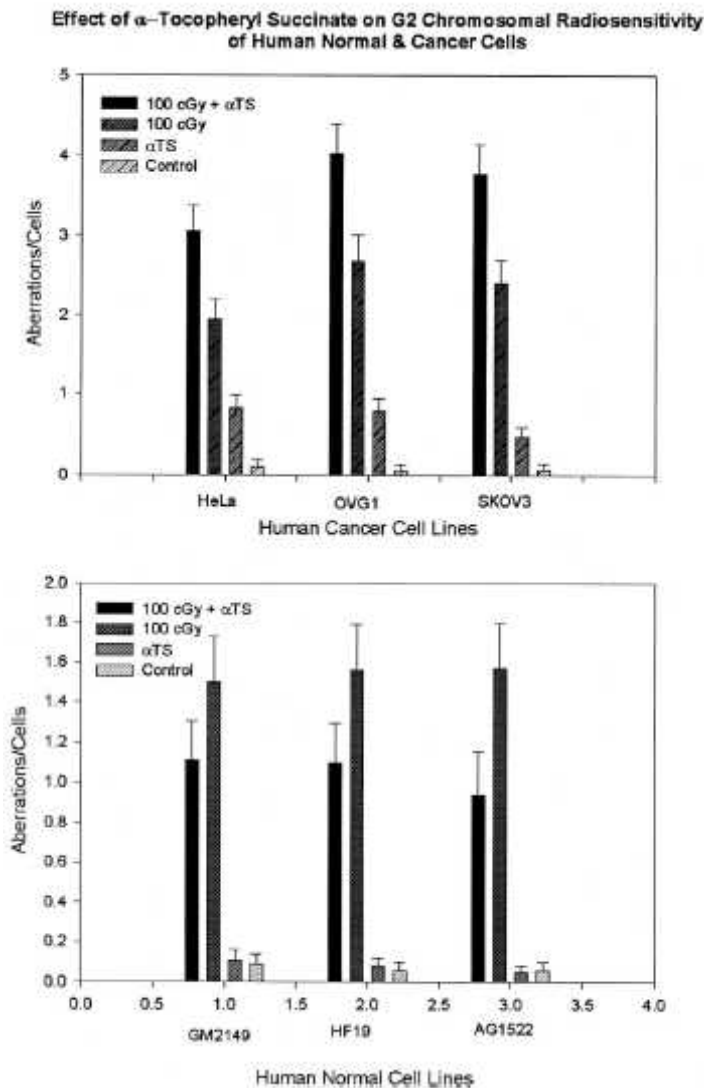 Effect of α–Tocopheryl Succinate on G2 Chromosomal Radiosensitivity
of Human Normal & Cancer Cells
5
4
3
2
1
0
Aberrations/Cells
100 cGy + αTS
100 cGy
αTS
Control
HeLa
OVG1
SKOV3
Human Cancer Cell Lines
2.0
1.8
1.6
1.4
1.2
1.0
0.8
0.6
0.4
0.2
0.0
Aberrations/Cells
100 cGy + αTS
100 cGy
αTS
Control
0.0 0.5 1.0 1.5 2.0 2.5 3.0 3.5 4.0
GM2149
HF19
AG1522
Human Normal Cell Lines